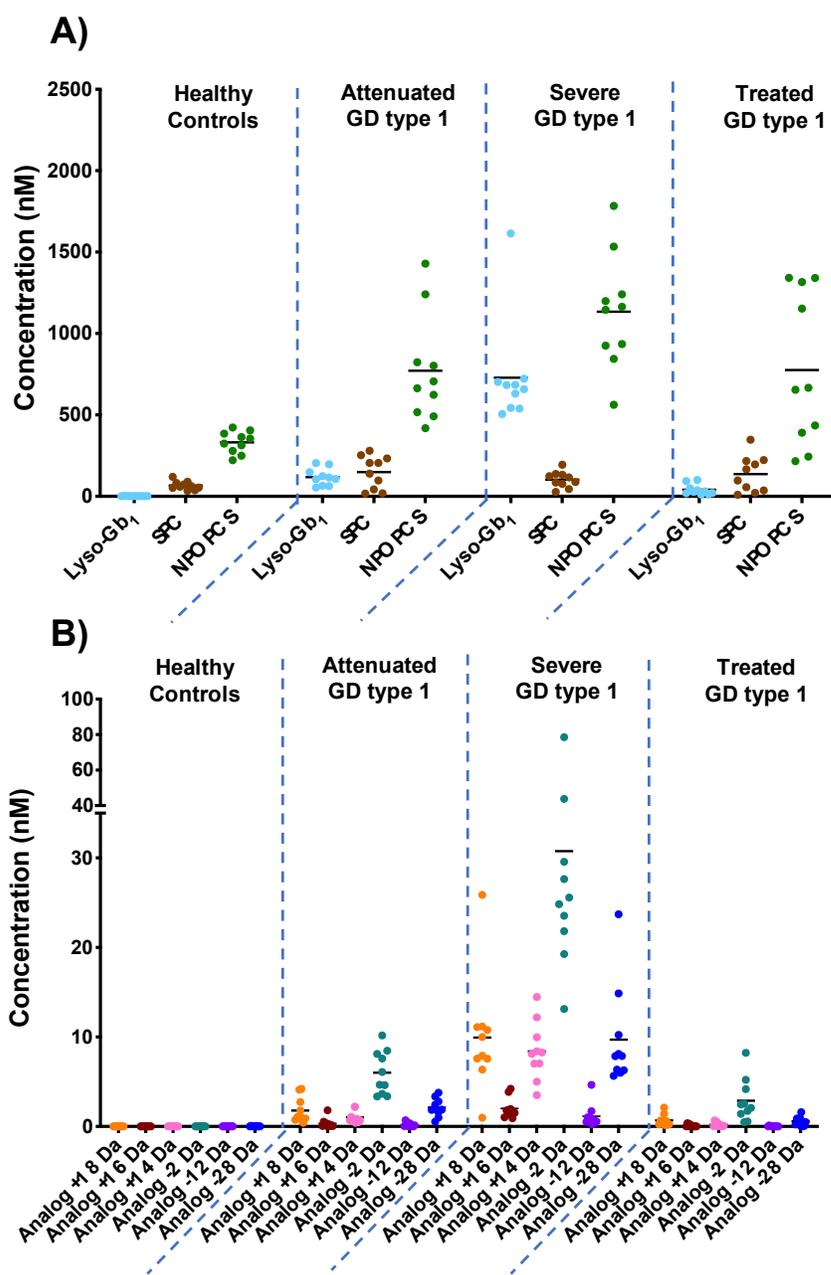 A)
Healthy Controls
Attenuated GD type 1
Severe GD type 1
Treated GD type 1
Concentration (nM)
2500
2000
1500
1000
500
0
Lyso-Gb1
SPC
NPO PC S
Lyso-Gb1
SPC
NPO PC S
Lyso-Gb1
SPC
NPO PC S
Lyso-Gb1
SPC
NPO PC S
B)
Healthy Controls
Attenuated GD type 1
Severe GD type 1
Treated GD type 1
Concentration (nM)
100
80
60
40
30
20
10
0
Analog +18 Da
Analog +16 Da
Analog +14 Da
Analog -2 Da
Analog -12 Da
Analog -28 Da
Analog +18 Da
Analog +16 Da
Analog +14 Da
Analog -2 Da
Analog -12 Da
Analog -28 Da
Analog +18 Da
Analog +16 Da
Analog +14 Da
Analog -2 Da
Analog -12 Da
Analog -28 Da
Analog +18 Da
Analog +16 Da
Analog +14 Da
Analog -2 Da
Analog -12 Da
Analog -28 Da